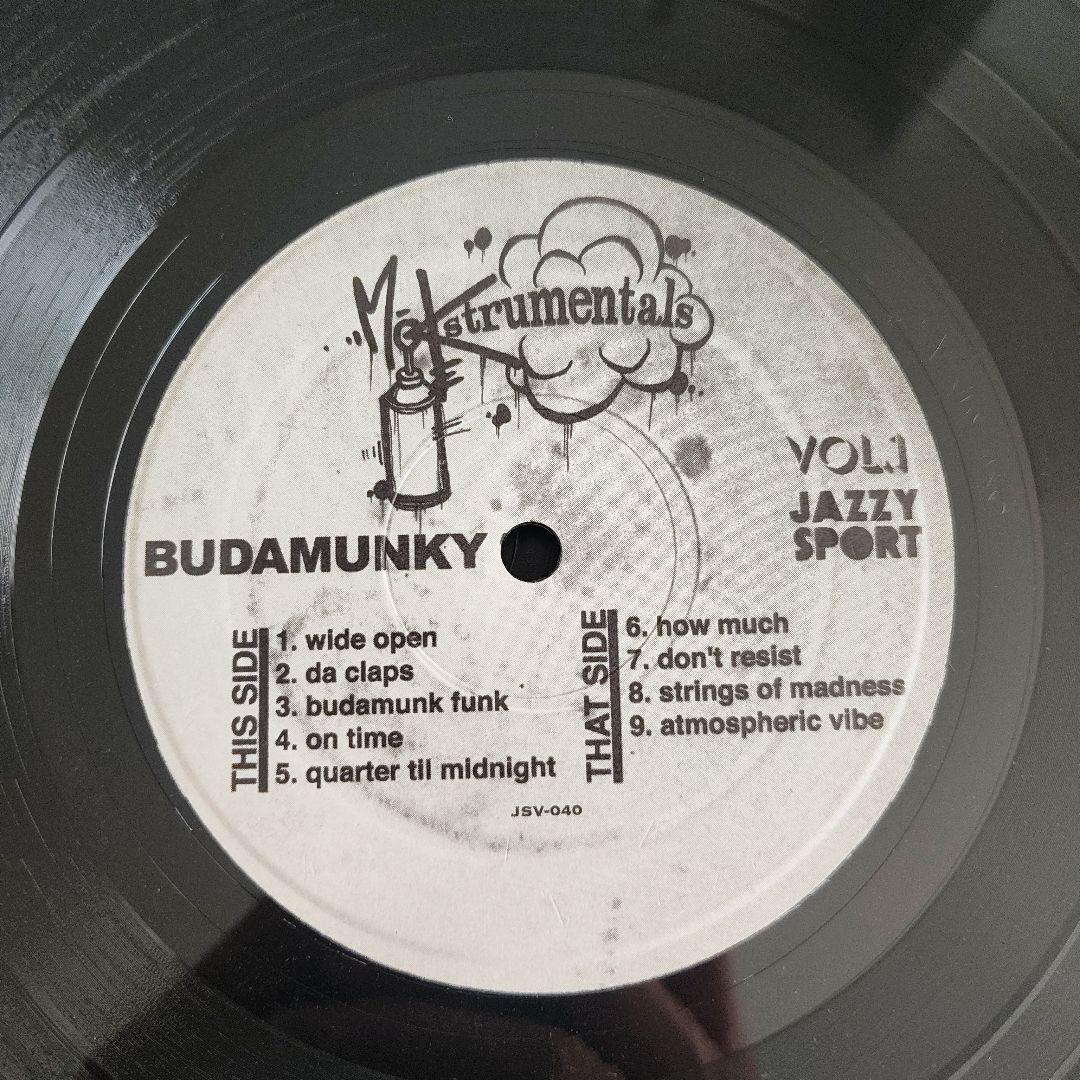 strumentals
VOL.1
JAZZY
SPORT
BUDAMUNKY
THIS SIDE
1. wide open
2. da claps
3. budamunk funk
4. on time
5. quarter til midnight
THAT SIDE
6. how much
7. don't resist
8. strings of madness
9. atmospheric vibe
JSV-040